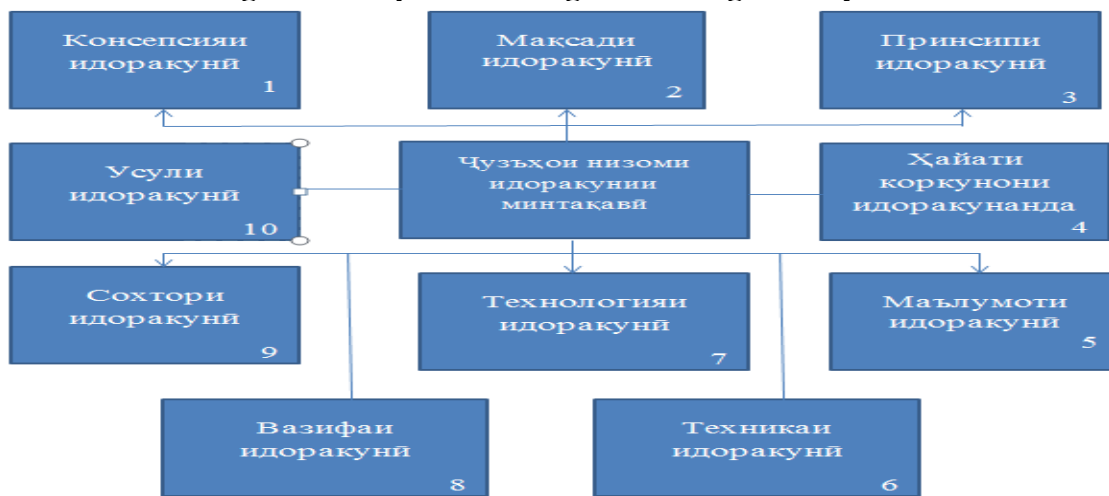 Консепсияи
идоракунӣ
1
Мақсади
идоракунӣ
2
Принсипи
идоракунӣ
3
Усули
идоракунӣ
10
Ҷузъҳои низоми
идоракунии
минтақавӣ
Ҳайати
коркунони
идоракунанда
4
Сохтори
идоракунӣ
9
Технологияи
идоракунӣ
7
Маълумоти
идоракунӣ
5
Вазифаи
идоракунӣ
8
Техникаи
идоракунӣ
6